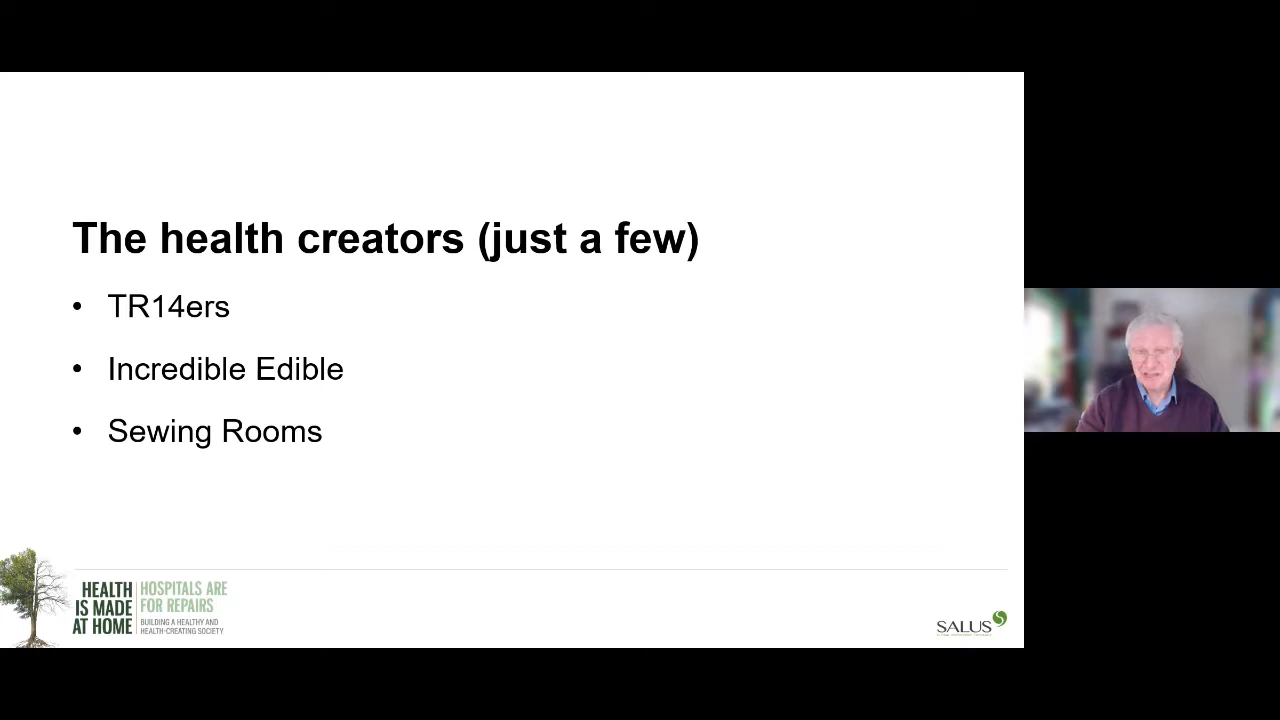 The health creators (just a few)
• TR14ers
• Incredible Edible
• Sewing Rooms
HEALTH IS MADE AT HOME
HOSPITALS ARE FOR REPAIRS
BUILDING A HEALTHY AND HEALTH-CREATING SOCIETY
SALUS